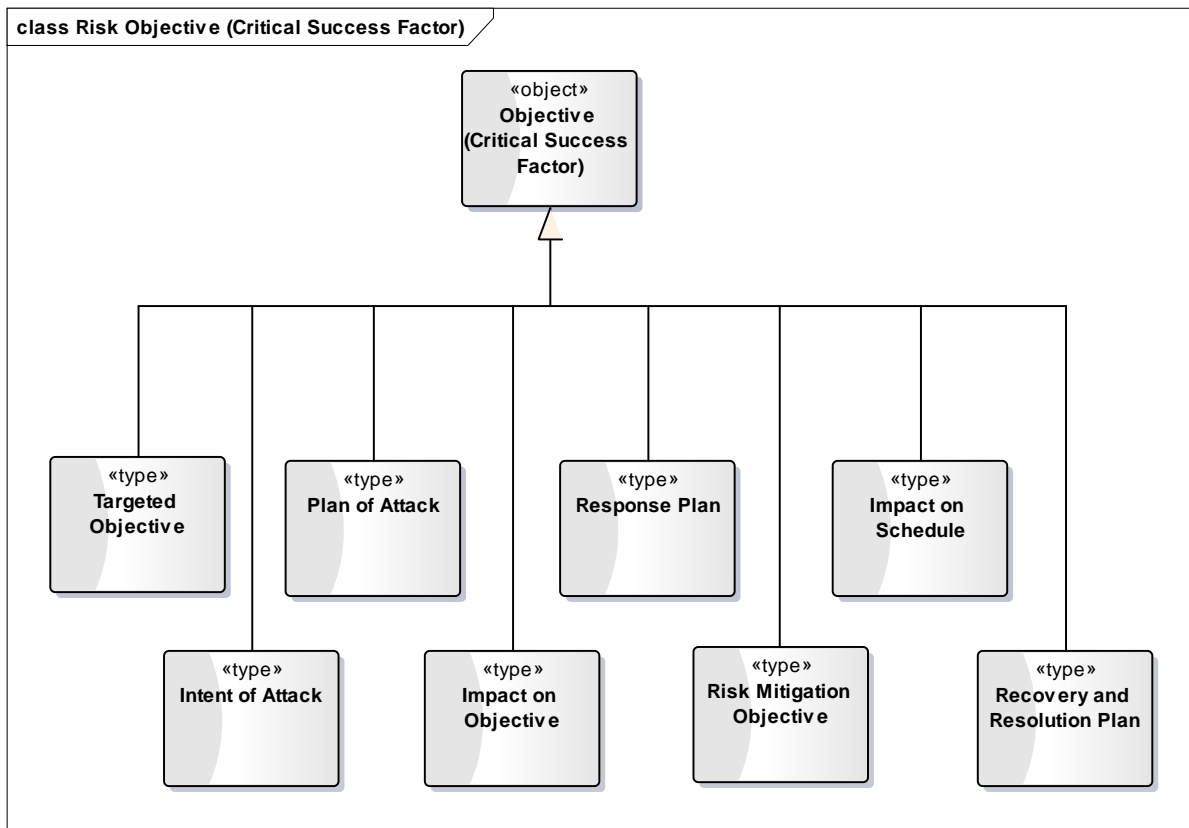 class Risk Objective (Critical Success Factor)
«object»
Objective
(Critical Success
Factor)
«type»
Targeted
Objective
«type»
Plan of Attack
«type»
Response Plan
«type»
Impact on
Schedule
«type»
Intent of Attack
«type»
Impact on
Objective
«type»
Risk Mitigation
Objective
«type»
Recovery and
Resolution Plan